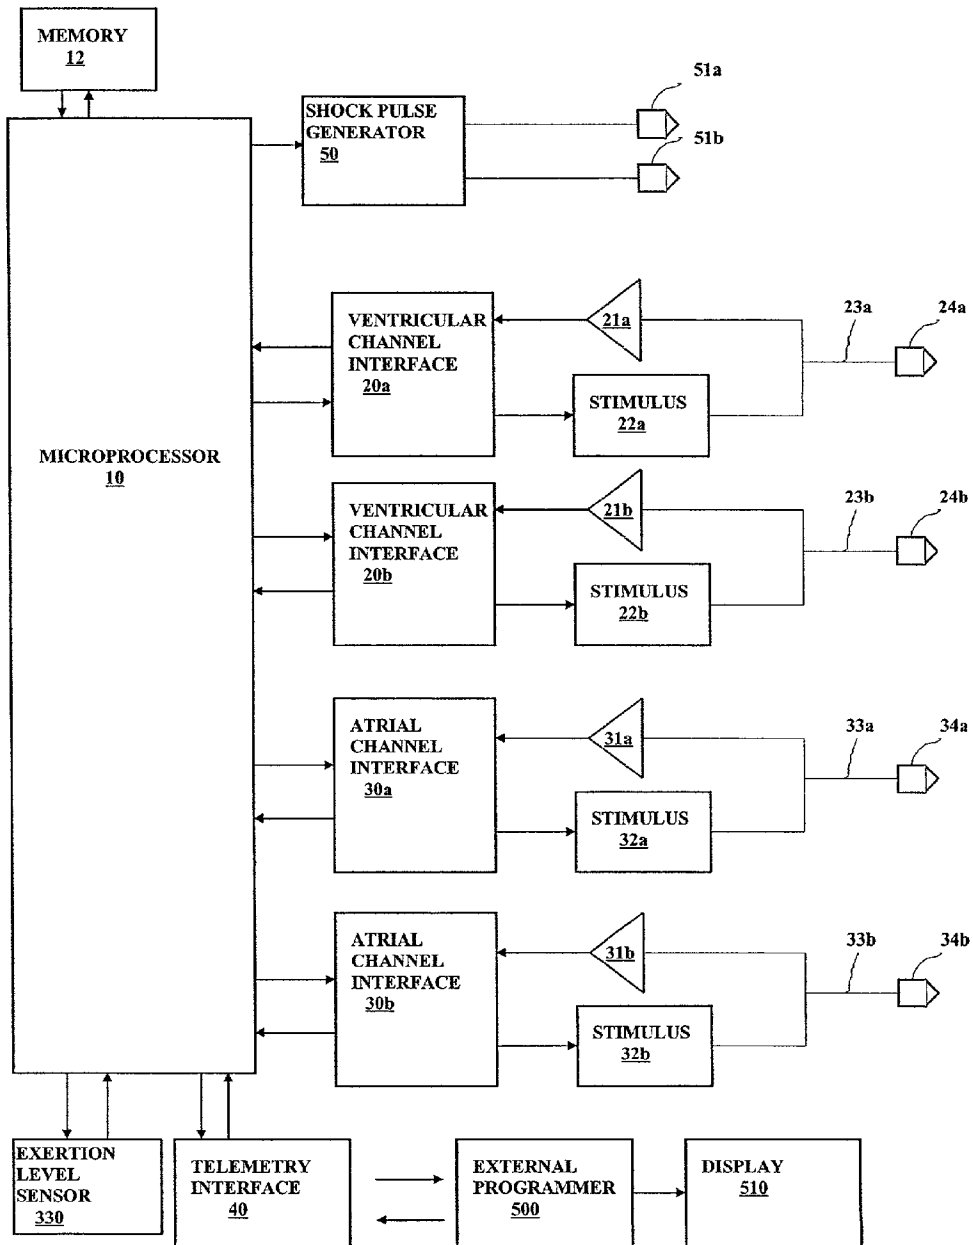 MEMORY
12
51a
SHOCK PULSE
GENERATOR
50
51b
VENTRICULAR
CHANNEL
INTERFACE
20a
21a
23a
24a
STIMULUS
22a
MICROPROCESSOR
10
VENTRICULAR
CHANNEL
INTERFACE
20b
21b
23b
24b
STIMULUS
22b
ATRIAL
CHANNEL
INTERFACE
30a
31a
33a
34a
STIMULUS
32a
ATRIAL
CHANNEL
INTERFACE
30b
31b
33b
34b
STIMULUS
32b
EXERTION
LEVEL
SENSOR
330
TELEMETRY
INTERFACE
40
EXTERNAL
PROGRAMMER
500
DISPLAY
510